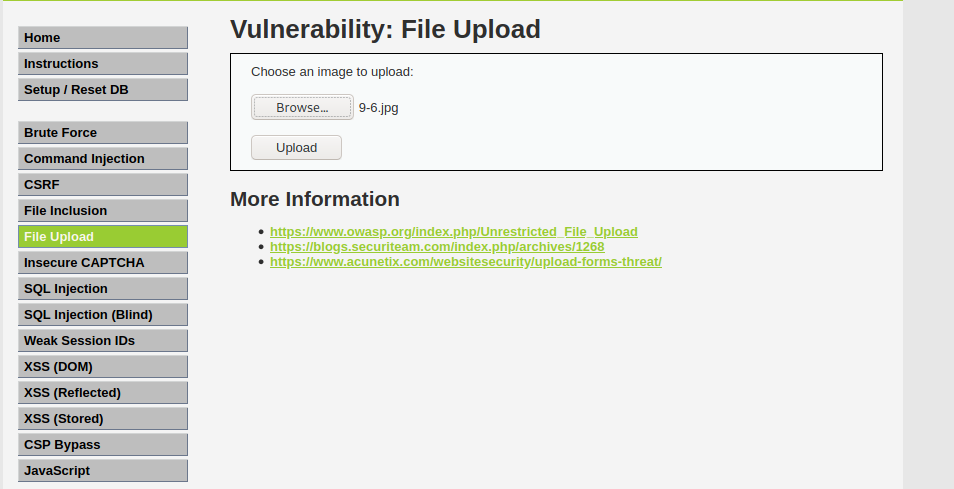 Vulnerability: File Upload
Home
Instructions
Setup / Reset DB
Brute Force
Command Injection
CSRF
File Inclusion
File Upload
Insecure CAPTCHA
SQL Injection
SQL Injection (Blind)
Weak Session IDs
XSS (DOM)
XSS (Reflected)
XSS (Stored)
CSP Bypass
JavaScript
Choose an image to upload:
Browse... 9-6.jpg
Upload
More Information
https://www.owasp.org/index.php/Unrestricted_File_Upload
https://blogs.securiteam.com/index.php/archives/1268
https://www.acunetix.com/websitesecurity/upload-forms-threat/